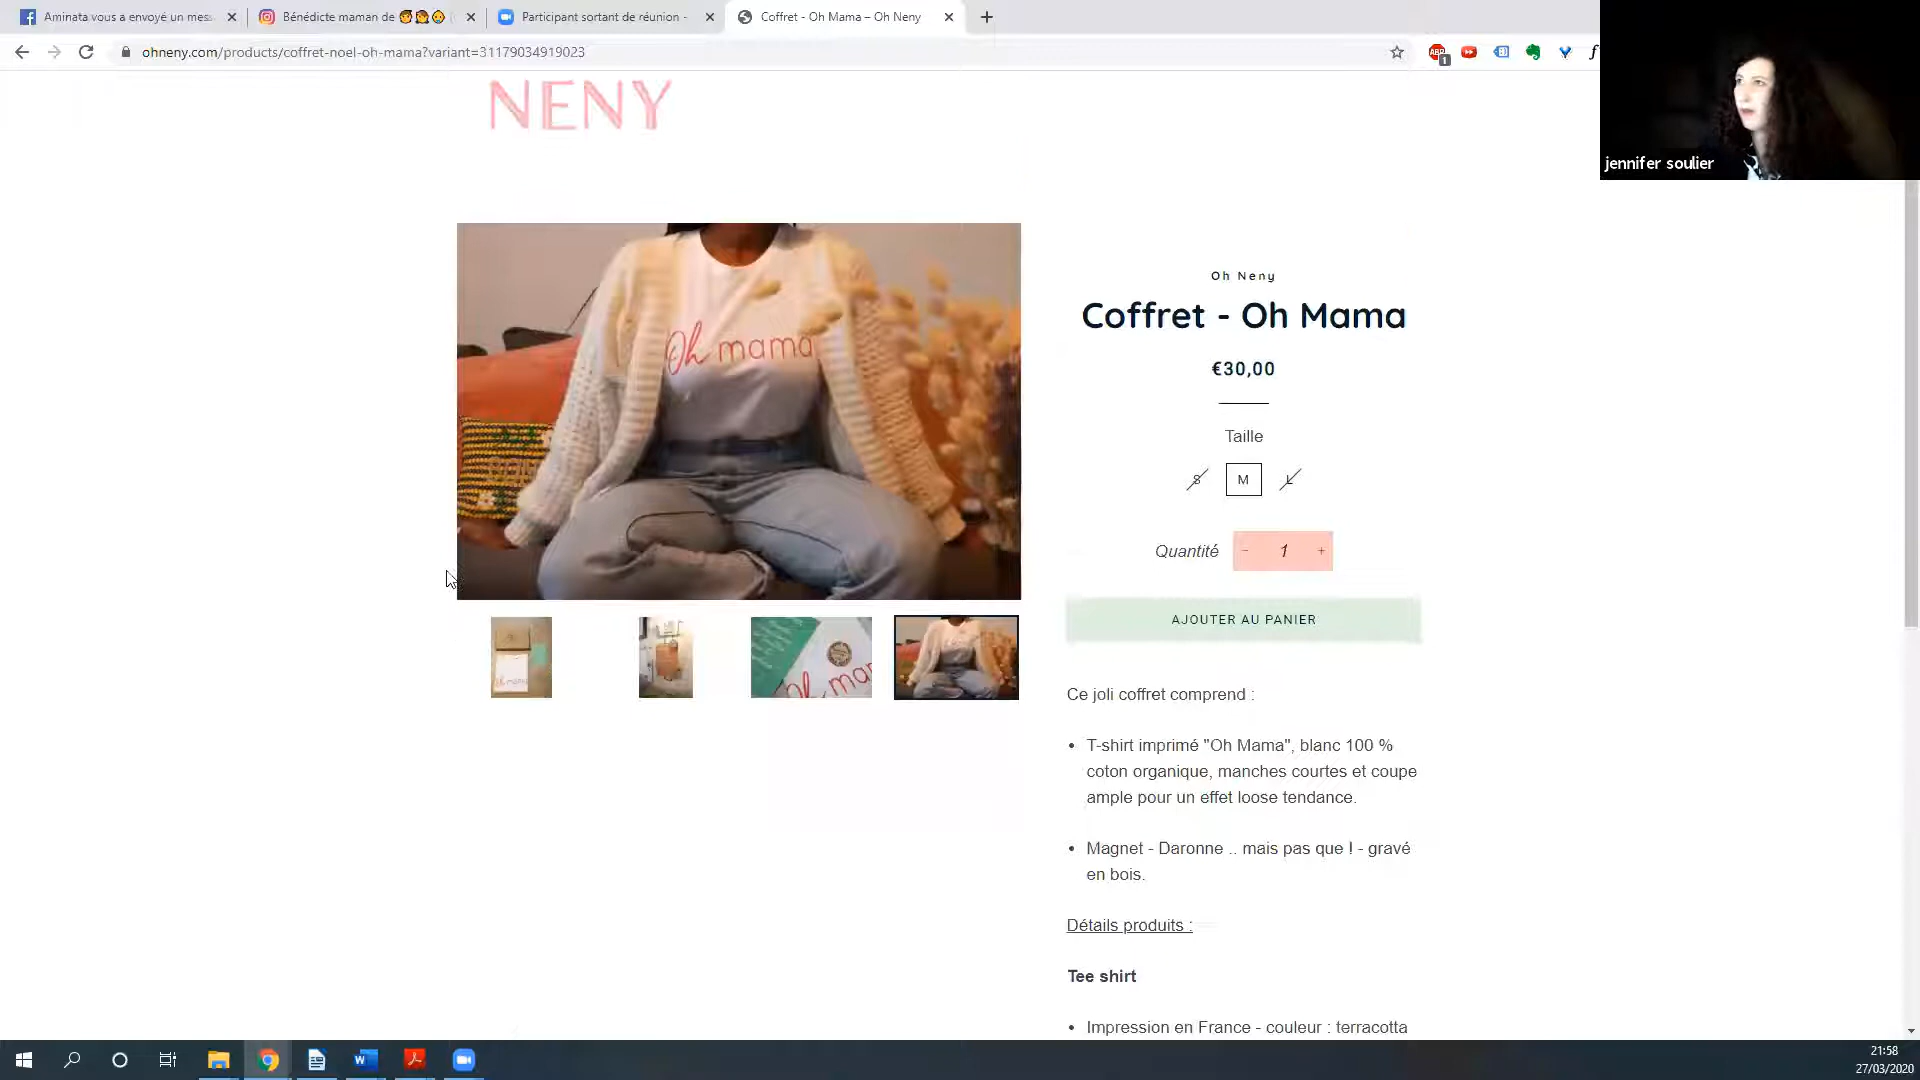 Aminata vous a envoyé un mess
Bénédicte maman de
Participant sortant de réunion -
Coffret - Oh Mama – Oh Neny
ohneny.com/products/coffret-noel-oh-mama?variant=31179034919023
ABP
1
jennifer soulier
NENY
Oh mama
Oh Neny
Coffret - Oh Mama
€30,00
Taille
S M L
Quantité - 1 +
AJOUTER AU PANIER
Ce joli coffret comprend :
• T-shirt imprimé "Oh Mama", blanc 100 %
coton organique, manches courtes et coupe
ample pour un effet loose tendance.
• Magnet - Daronne .. mais pas que ! - gravé
en bois.
Détails produits :
Tee shirt
• Impression en France - couleur : terracotta
21:58
27/03/2020